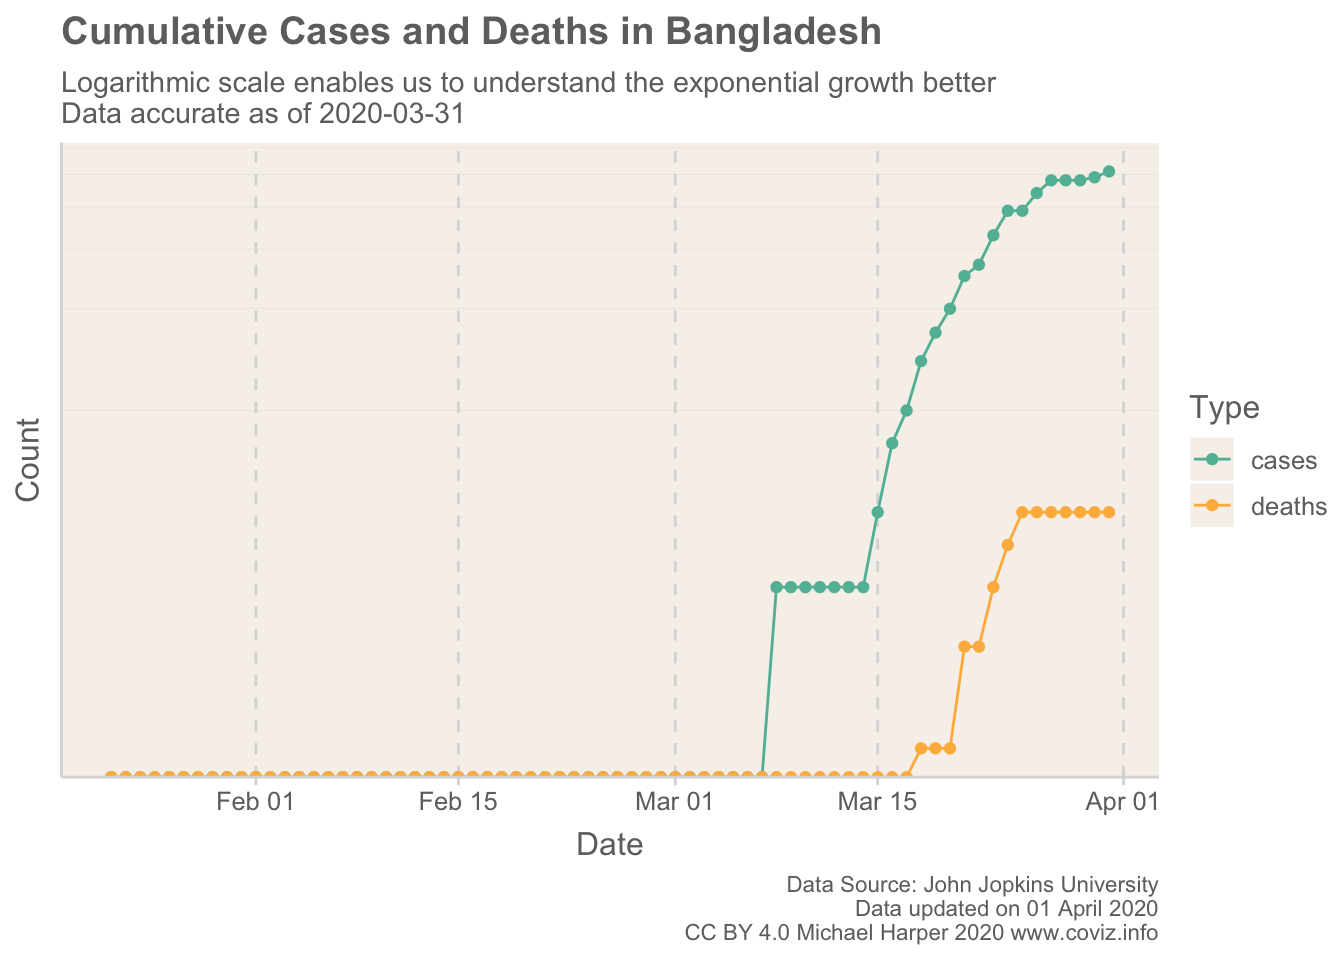 Cumulative Cases and Deaths in Bangladesh
Logarithmic scale enables us to understand the exponential growth better
Data accurate as of 2020-03-31
Count
Type
cases
deaths
Feb 01
Feb 15
Mar 01
Mar 15
Apr 01
Date
Data Source: John Jopkins University
Data updated on 01 April 2020
CC BY 4.0 Michael Harper 2020 www.coviz.info